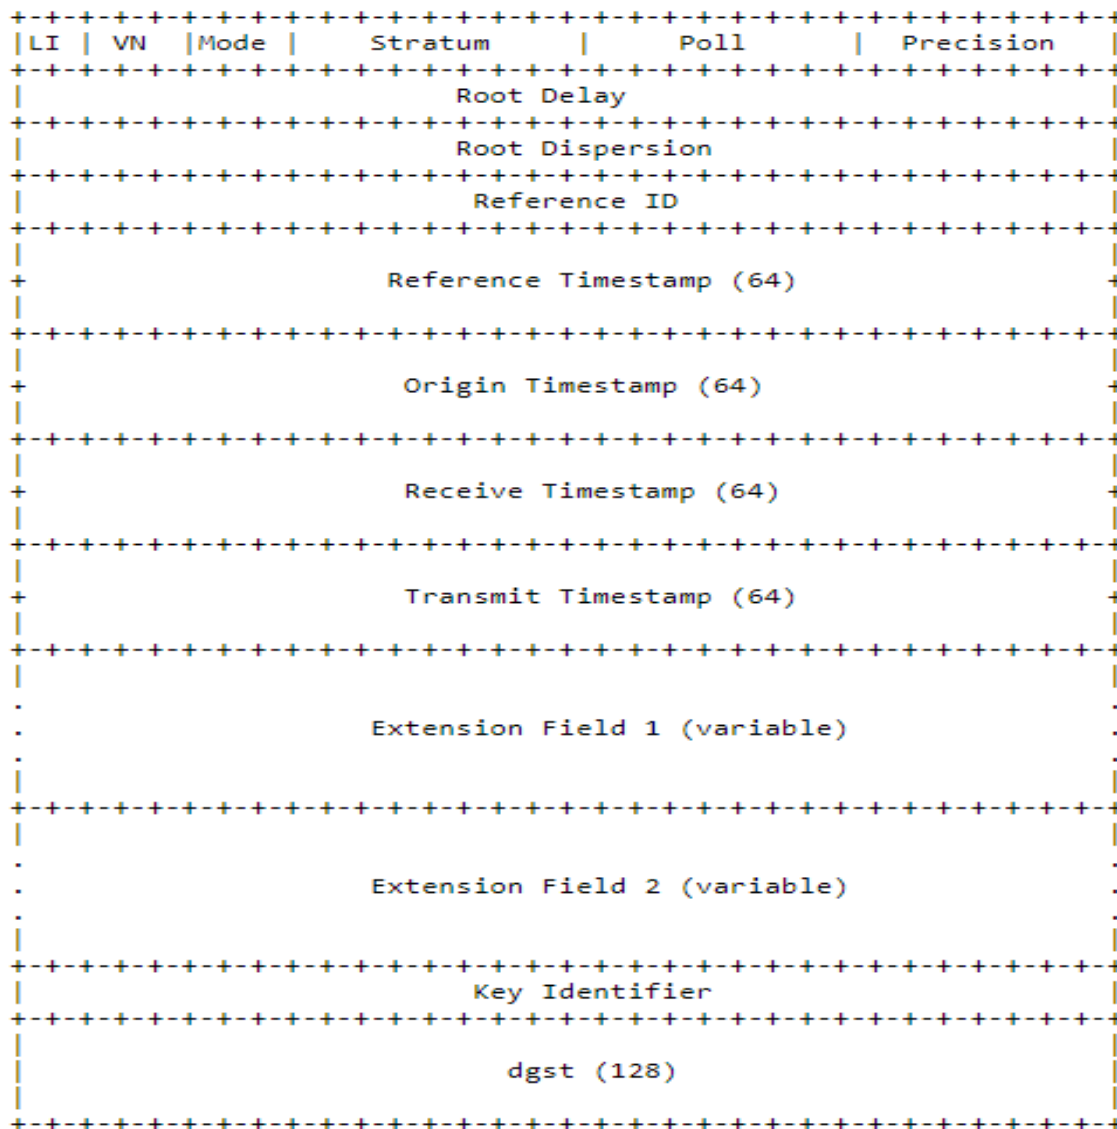 |LI | VN |Mode | Stratum | Poll | Precision |
Root Delay
Root Dispersion
Reference ID
Reference Timestamp (64)
Origin Timestamp (64)
Receive Timestamp (64)
Transmit Timestamp (64)
Extension Field 1 (variable)
Extension Field 2 (variable)
Key Identifier
dgst (128)